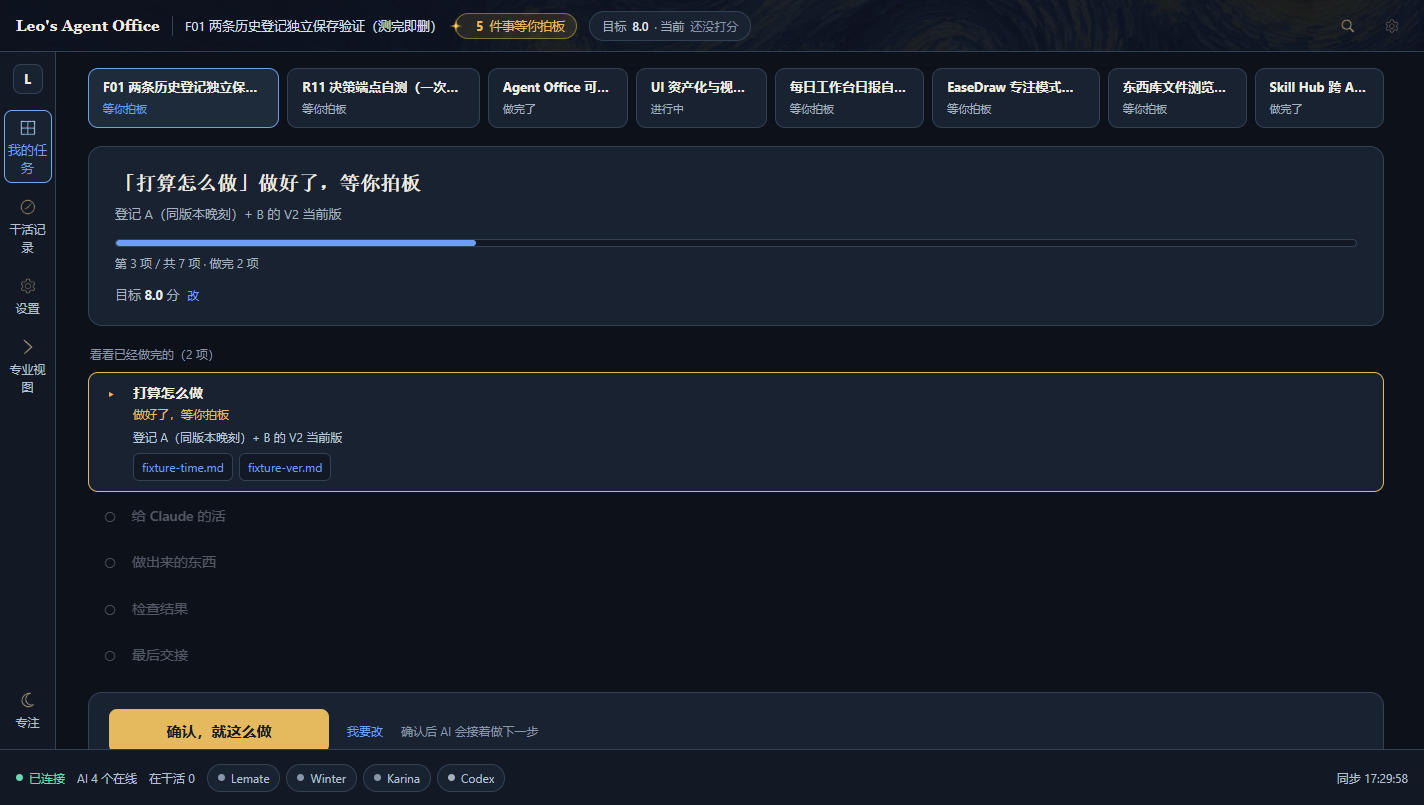 Leo's Agent Office
F01 两条历史登记独立保存验证（测完即删）
5 件事等你拍板
目标 8.0 · 当前 还没打分
L
我的任务
干活记录
设置
专业视图
专注
F01 两条历史登记独立保...
等你拍板
R11 决策端点自测（一次...
等你拍板
Agent Office 可...
做完了
UI 资产化与视...
进行中
每日工作台日报自...
等你拍板
EaseDraw 专注模式...
等你拍板
东西库文件浏览...
等你拍板
Skill Hub 跨 A...
做完了
「打算怎么做」做好了，等你拍板
登记 A（同版本晚刻）+ B 的 V2 当前版
第 3 项 / 共 7 项 · 做完 2 项
目标 8.0 分 改
看看已经做完的（2 项）
打算怎么做
做好了，等你拍板
登记 A（同版本晚刻）+ B 的 V2 当前版
fixture-time.md
fixture-ver.md
给 Claude 的活
做出来的东西
检查结果
最后交接
确认，就这么做
我要改
确认后 AI 会接着做下一步
已连接
AI 4 个在线
在干活 0
Lemate
Winter
Karina
Codex
同步 17:29:58